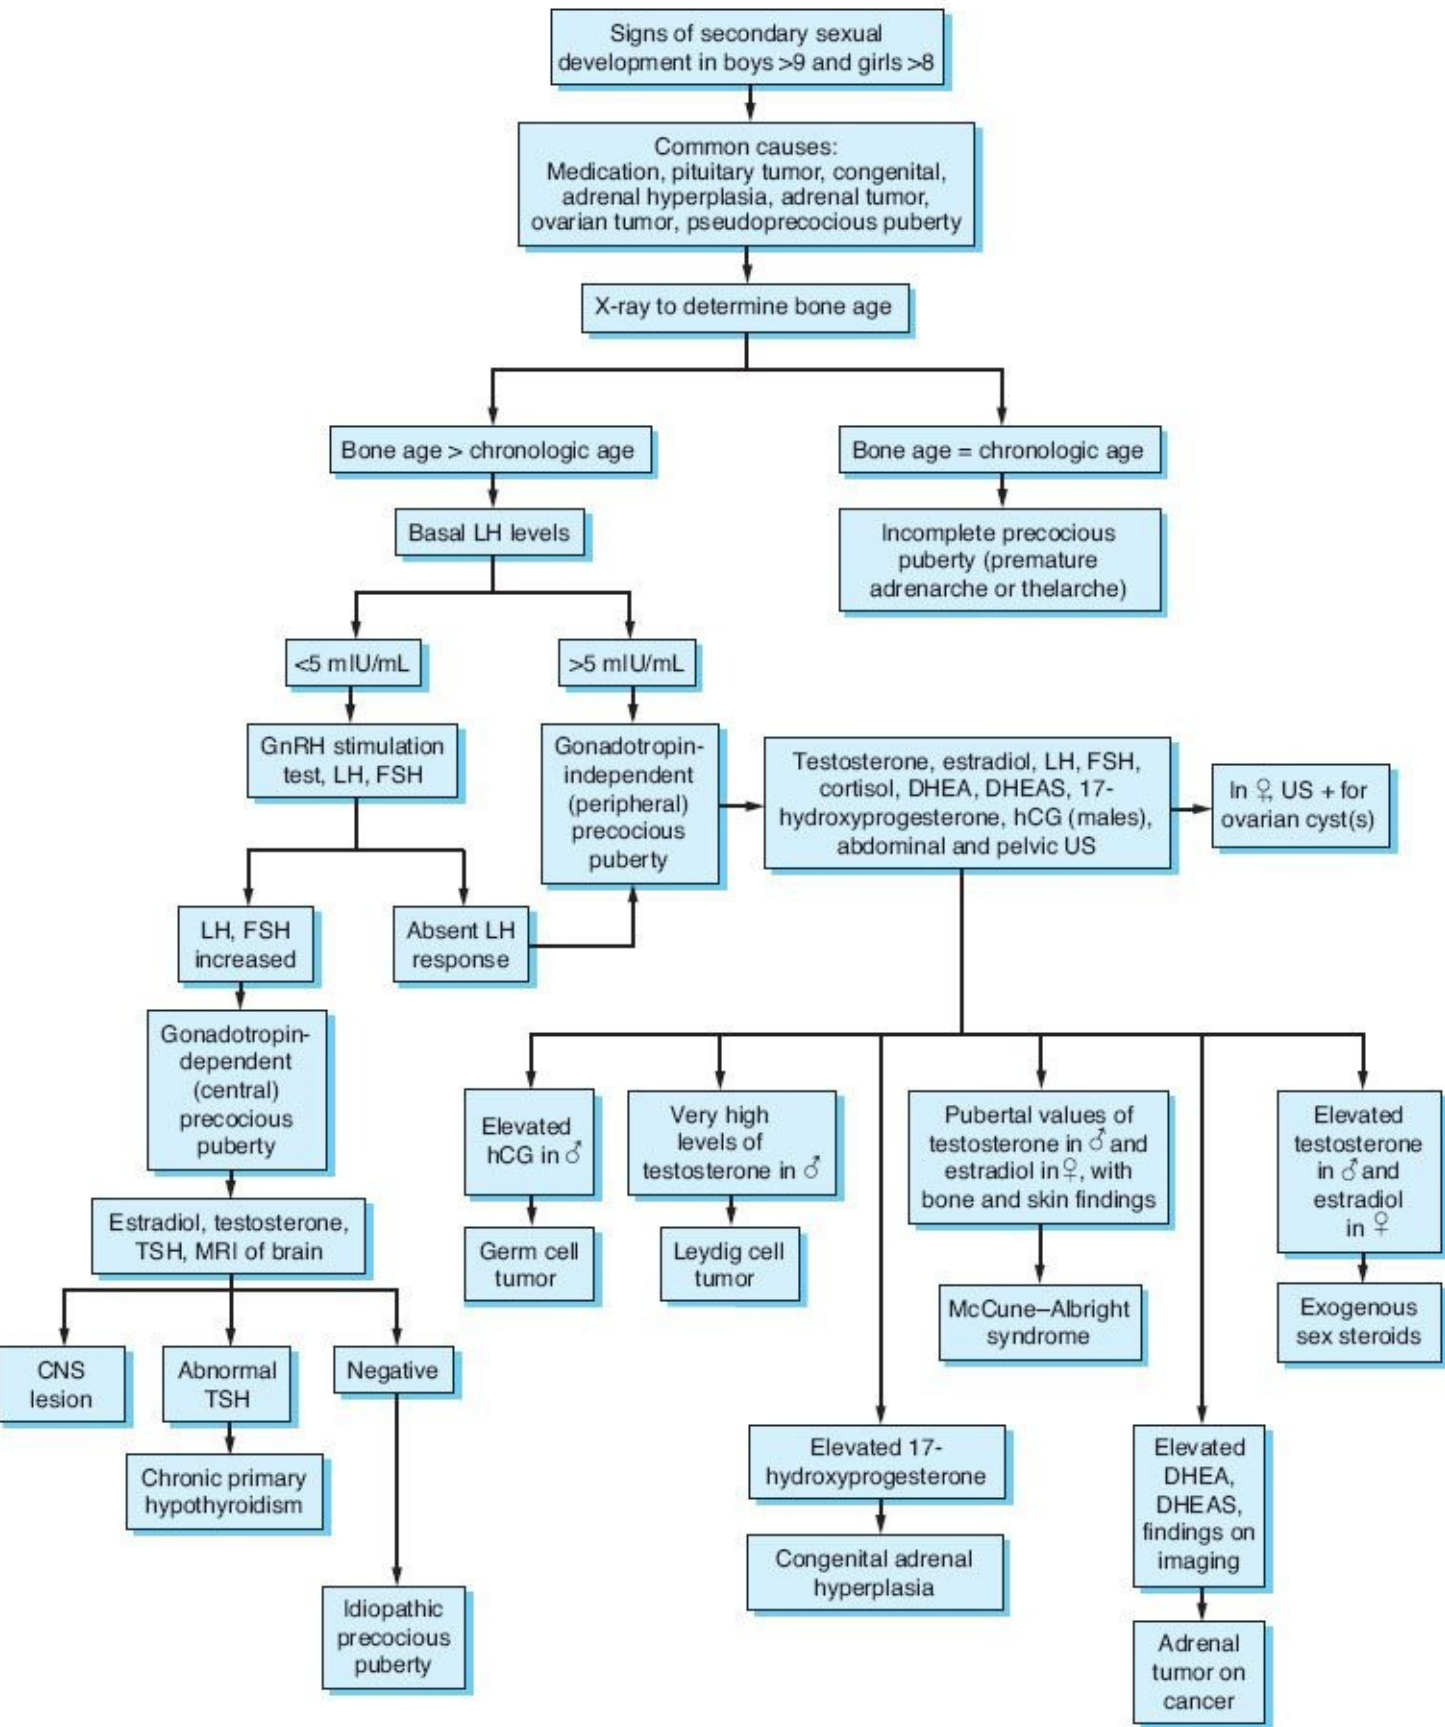 Signs of secondary sexual
development in boys >9 and girls >8
Common causes:
Medication, pituitary tumor, congenital,
adrenal hyperplasia, adrenal tumor,
ovarian tumor, pseudoprecocious puberty
X-ray to determine bone age
Bone age > chronologic age
Bone age = chronologic age
Basal LH levels
Incomplete precocious
puberty (premature
adrenarche or thelarche)
<5 mIU/mL
>5 mIU/mL
GnRH stimulation
test, LH, FSH
Gonadotropin-
independent
(peripheral)
precocious
puberty
Testosterone, estradiol, LH, FSH,
cortisol, DHEA, DHEAS, 17-
hydroxyprogesterone, hCG (males),
abdominal and pelvic US
In ♀, US + for
ovarian cyst(s)
LH, FSH
increased
Absent LH
response
Gonadotropin-
dependent
(central)
precocious
puberty
Elevated
hCG in ♂
Very high
levels of
testosterone in ♂
Pubertal values of
testosterone in ♂ and
estradiol in ♀, with
bone and skin findings
Elevated
testosterone
in ♂ and
estradiol
in ♀
Estradiol, testosterone,
TSH, MRI of brain
Germ cell
tumor
Leydig cell
tumor
McCune–Albright
syndrome
Exogenous
sex steroids
CNS
lesion
Abnormal
TSH
Negative
Chronic primary
hypothyroidism
Elevated 17-
hydroxyprogesterone
Elevated
DHEA,
DHEAS,
findings on
imaging
Congenital adrenal
hyperplasia
Idiopathic
precocious
puberty
Adrenal
tumor on
cancer